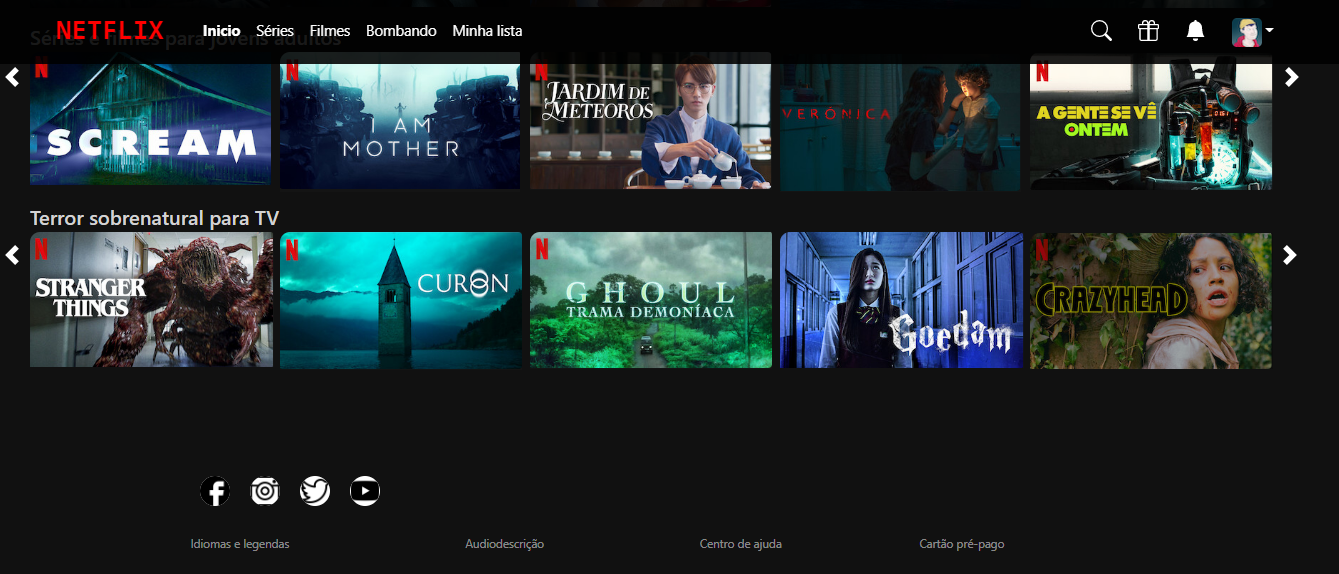 NETFLIX Inicio Séries Filmes Bombando Minha lista
Séries e filmes para jovens adultos
N
SCREAM
N
I AM
MOTHER
N
JARDIM DE
METEOROS
VERÓNICA
N
A GENTE SE VÊ
ONTEM
Terror sobrenatural para TV
N
STRANGER
THINGS
N
CURON
N
GHOUL
TRAMA DEMONÍACA
Goedam
N
CRAZYHEAD
Idiomas e legendas Audiodescrição Centro de ajuda Cartão pré-pago